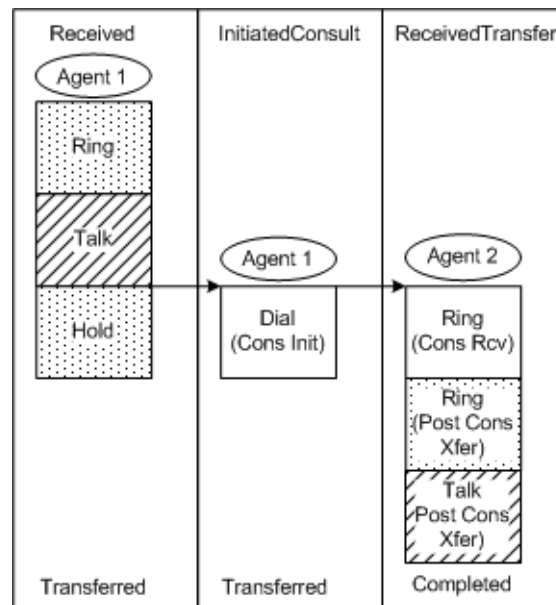 Received
InitiatedConsult
ReceivedTransfer
Agent 1
Ring
Talk
Hold
Transferred
Agent 1
Dial
(Cons Init)
Transferred
Agent 2
Ring
(Cons Rcv)
Ring
(Post Cons
Xfer)
Talk
Post Cons
Xfer)
Completed